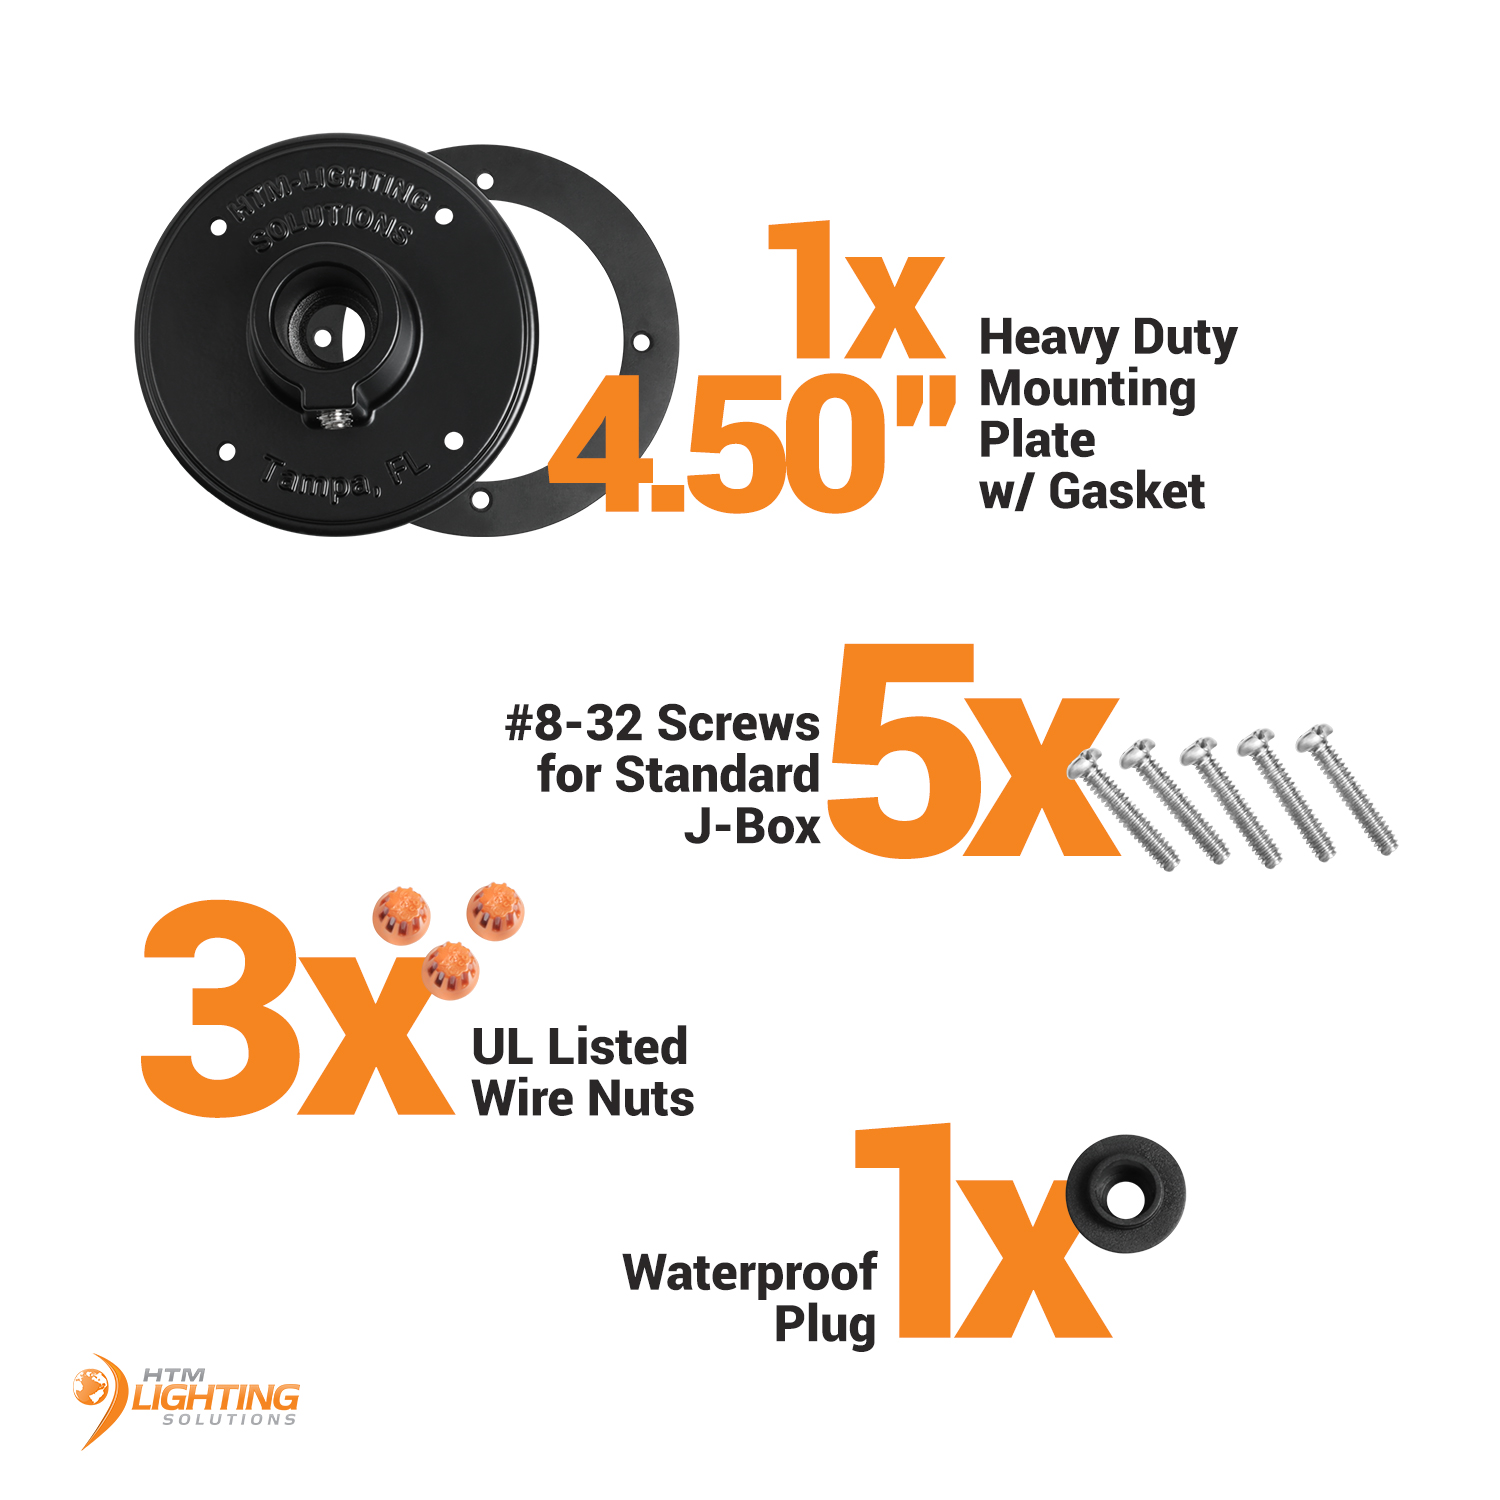 HTM-LIGHTING
SOLUTIONS
Tampa, FL
1x
4.50"
Heavy Duty
Mounting
Plate
w/ Gasket
#8-32 Screws
for Standard
J-Box
5x
3x
UL Listed
Wire Nuts
Waterproof
Plug
1x
HTM
LIGHTING
SOLUTIONS